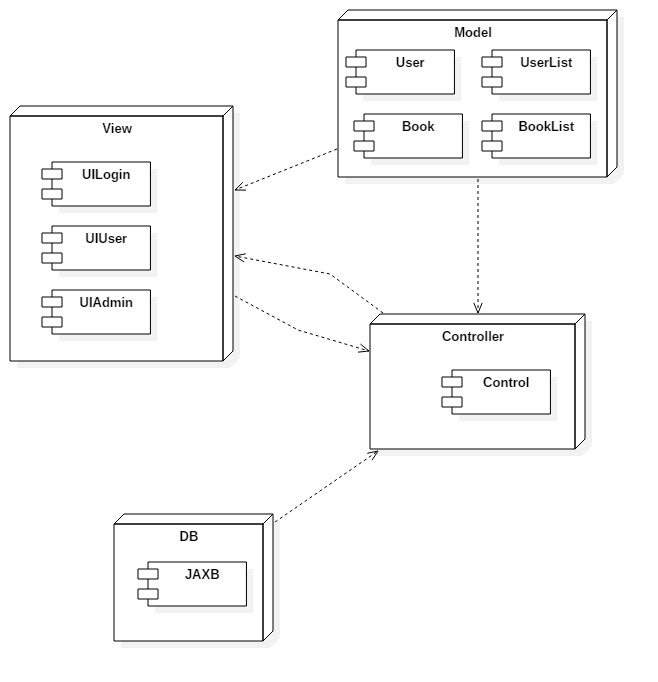 Model
User
UserList
Book
BookList
View
UILogin
UIUser
UIAdmin
Controller
Control
DB
JAXB